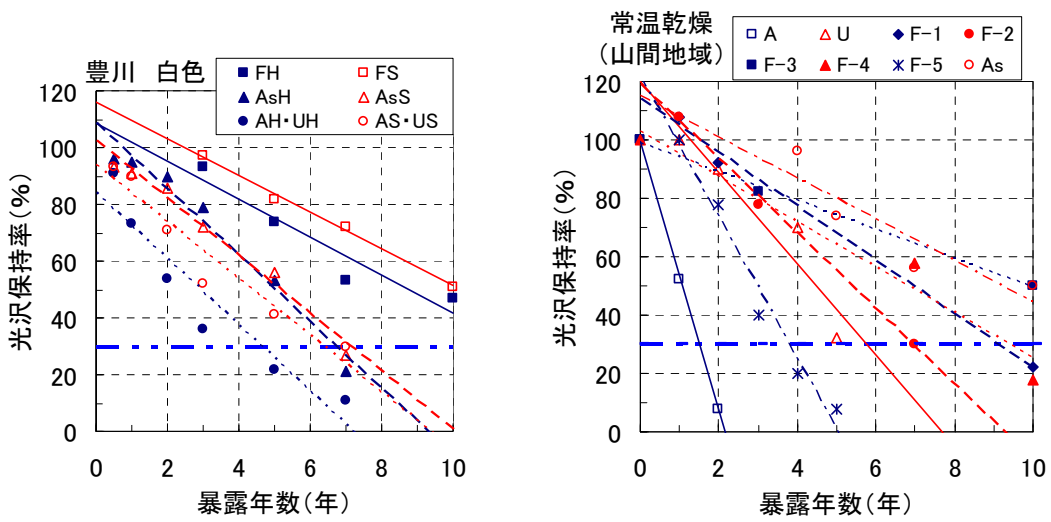 豊川 白色
FH FS
AsH AsS
AH・UH AS・US
120
100
80
60
40
20
0
0 2 4 6 8 10
光沢保持率(%)
暴露年数(年)
常温乾燥
(山間地域)
A U F-1 F-2
F-3 F-4 F-5 As
120
100
80
60
40
20
0
0 2 4 6 8 10
光沢保持率(%)
暴露年数(年)